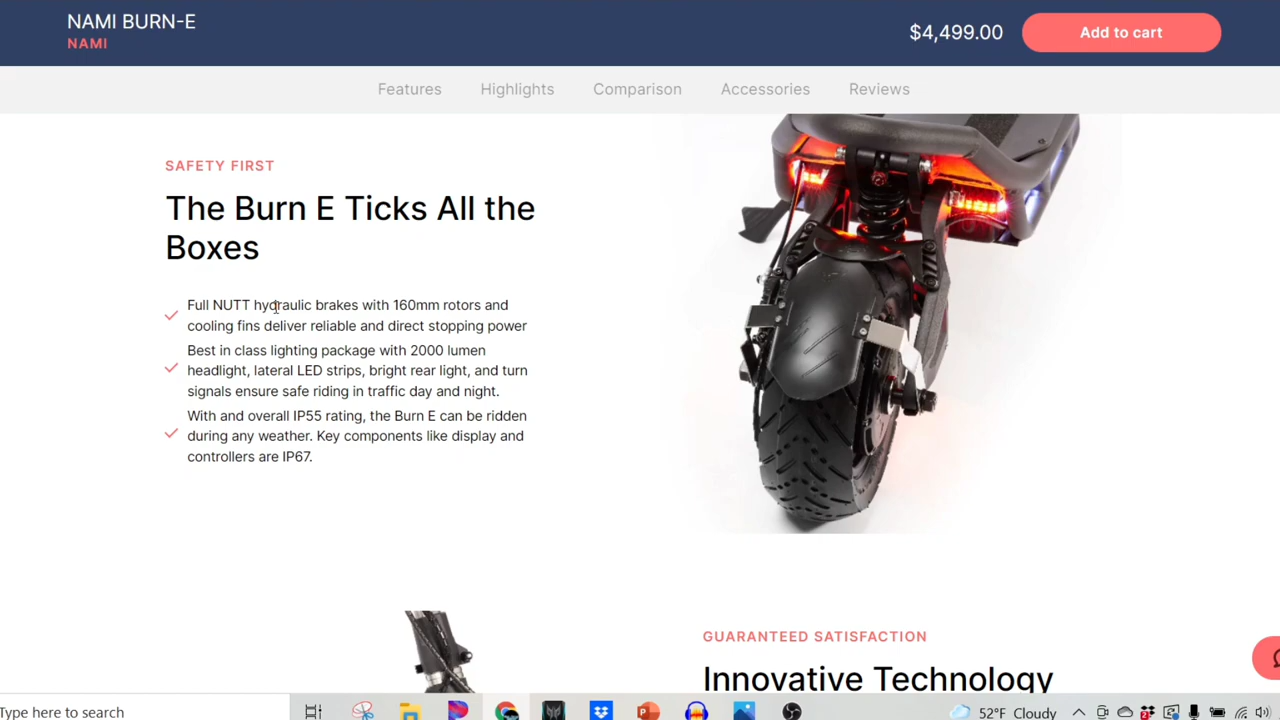 NAMI BURN-E
NAMI
$4,499.00
Add to cart
Features
Highlights
Comparison
Accessories
Reviews
SAFETY FIRST
The Burn E Ticks All the
Boxes
Full NUTT hydraulic brakes with 160mm rotors and
cooling fins deliver reliable and direct stopping power
Best in class lighting package with 2000 lumen
headlight, lateral LED strips, bright rear light, and turn
signals ensure safe riding in traffic day and night.
With and overall IP55 rating, the Burn E can be ridden
during any weather. Key components like display and
controllers are IP67.
GUARANTEED SATISFACTION
Innovative Technology
Type here to search
52°F Cloudy